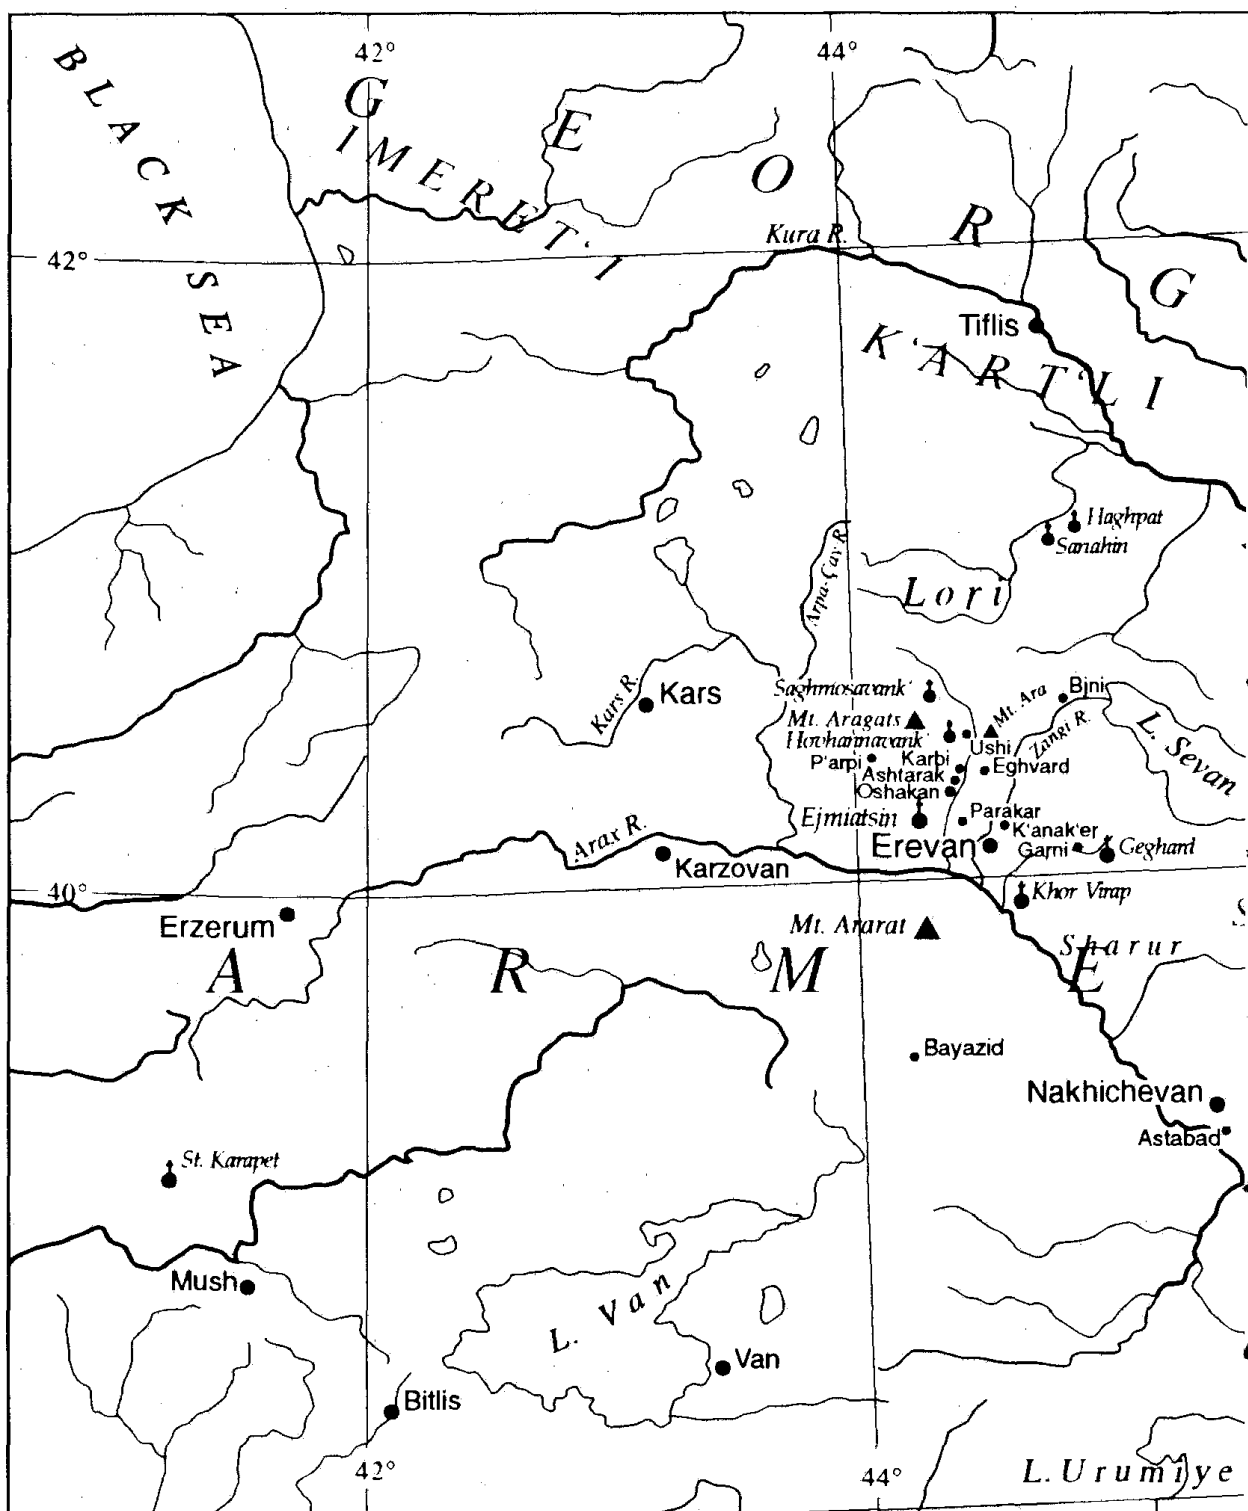 42°
44°
BLACK SEA
GEORG
IMERET‘I
Kura R.
42°
Tiflis
K‘ART‘LI
Haghpat
Sanahin
Arpa-Çay R.
Lori
Kars R.
Kars
Saghmosavank‘
Mt. Ara
Bjni
Mt. Aragats
Hovhannavank‘
Ushi
Zangi R.
L. Sevan
P‘arpi
Karbi
Eghvard
Ashtarak
Oshakan
Ejmiatsin
Parakar
Arax R.
K‘anak‘er
Erevan
Garni
Geghard
Karzovan
40°
Khor Virap
Erzerum
Mt. Ararat
Sharur
S
ARME
Bayazid
Nakhichevan
Astabad
St. Karapet
Mush
L. Van
Van
Bitlis
42°
44°
L. Urumiye